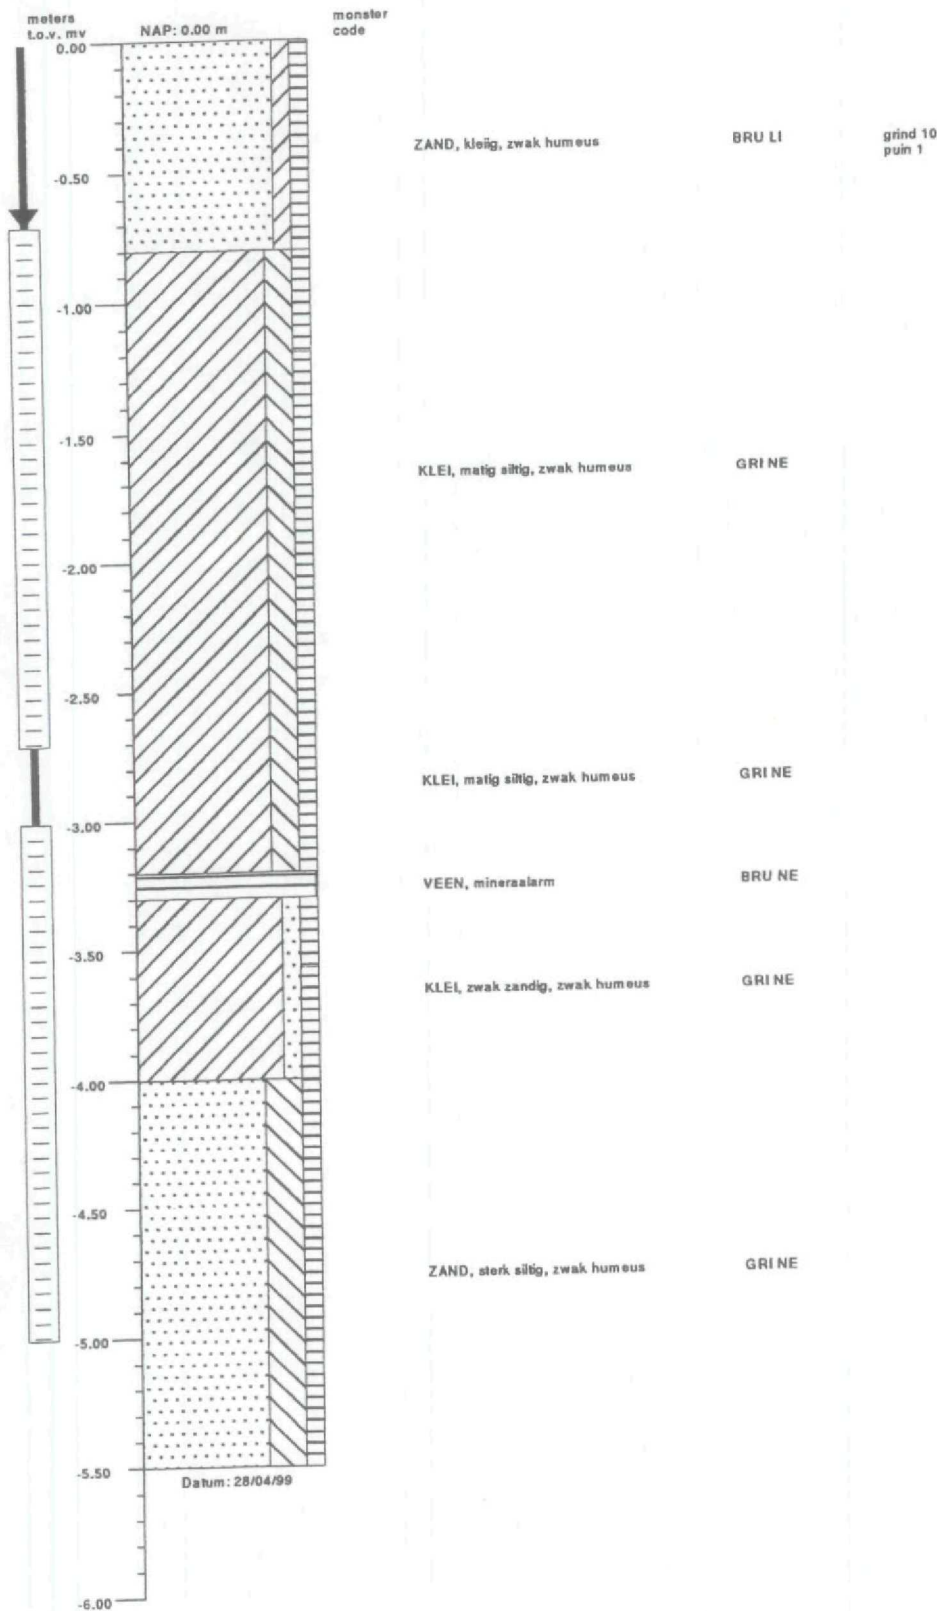 meters
t.o.v. mv
NAP: 0.00 m
monster
code
0.00
ZAND, kleiig, zwak humeus
BRU LI
grind 10
puin 1
-0.50
-1.00
-1.50
KLEI, matig siltig, zwak humeus
GRI NE
-2.00
-2.50
KLEI, matig siltig, zwak humeus
GRI NE
-3.00
VEEN, mineraalarm
BRU NE
-3.50
KLEI, zwak zandig, zwak humeus
GRI NE
-4.00
-4.50
ZAND, sterk siltig, zwak humeus
GRI NE
-5.00
-5.50
Datum: 28/04/99
-6.00